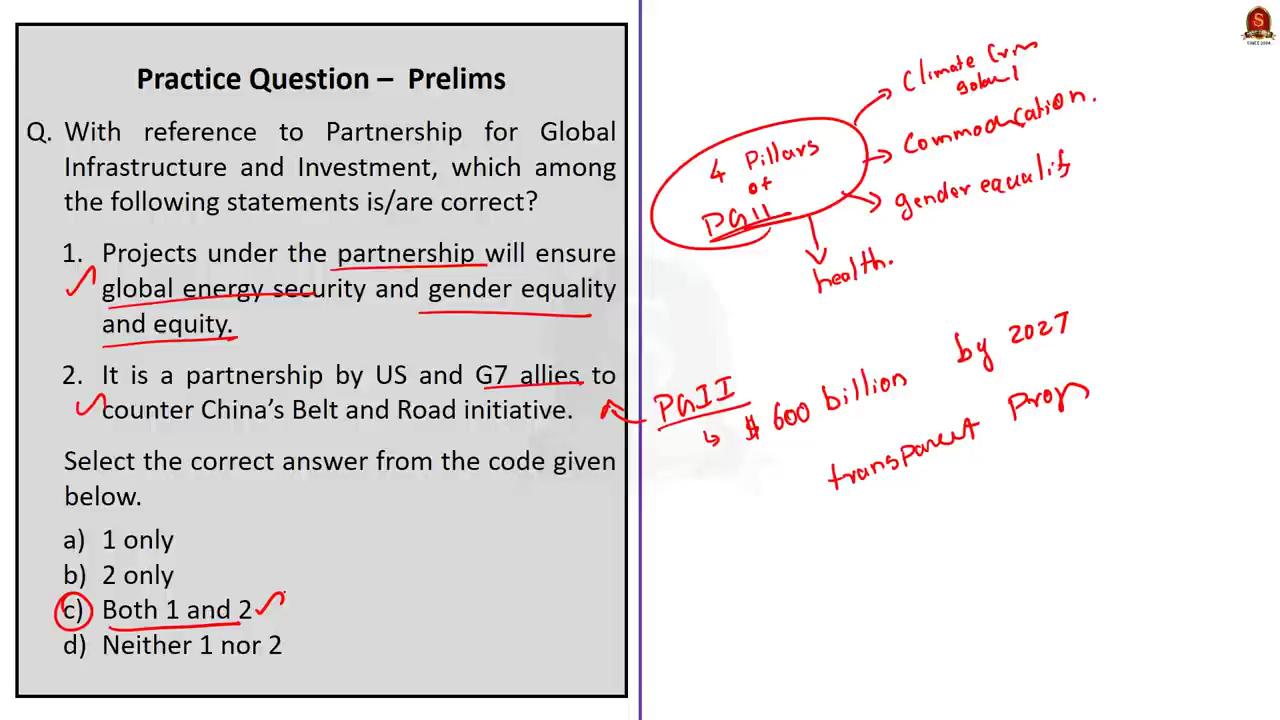 Practice Question – Prelims
Q. With reference to Partnership for Global
Infrastructure and Investment, which among
the following statements is/are correct?
1. Projects under the partnership will ensure
global energy security and gender equality
and equity.
2. It is a partnership by US and G7 allies to
counter China's Belt and Road initiative.
Select the correct answer from the code given
below.
a) 1 only
b) 2 only
c) Both 1 and 2
d) Neither 1 nor 2
S
SINCE 2004
4 Pillars
of
PGII
Climate
Commodication.
gender equality
health.
PGII
$ 600 billion by 2027
transparent